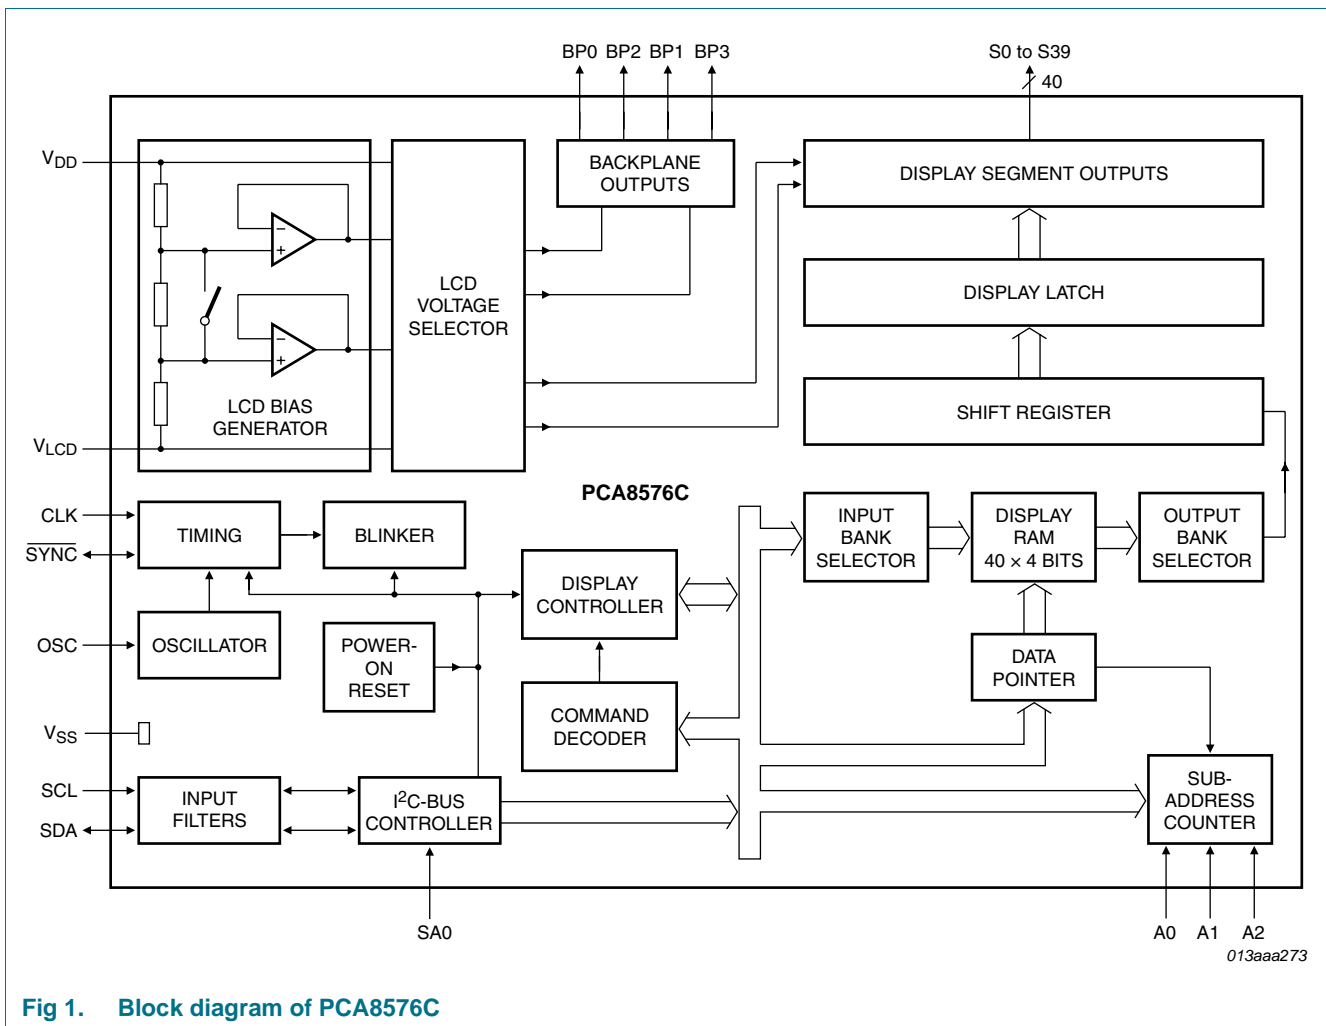 BP0 BP2 BP1 BP3
S0 to S39
40
VDD
BACKPLANE
OUTPUTS
DISPLAY SEGMENT OUTPUTS
−
+
LCD
VOLTAGE
SELECTOR
DISPLAY LATCH
−
+
LCD BIAS
GENERATOR
SHIFT REGISTER
VLCD
PCA8576C
CLK
TIMING
BLINKER
INPUT
BANK
SELECTOR
DISPLAY
RAM
40 × 4 BITS
OUTPUT
BANK
SELECTOR
SYNC
DISPLAY
CONTROLLER
OSC
OSCILLATOR
POWER-
ON
RESET
DATA
POINTER
COMMAND
DECODER
VSS
SCL
SDA
INPUT
FILTERS
I2C-BUS
CONTROLLER
SUB-
ADDRESS
COUNTER
SA0
A0 A1 A2
013aaa273
Fig 1. Block diagram of PCA8576C